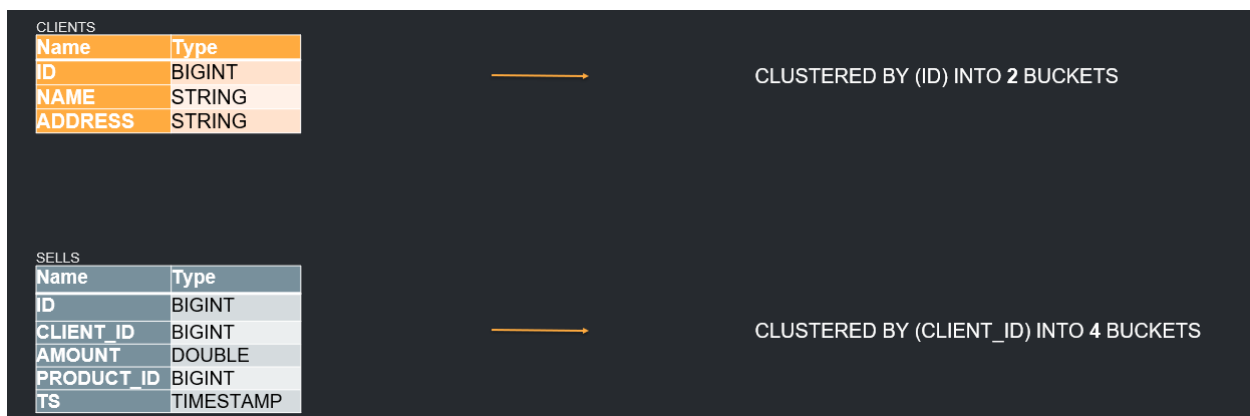 CLIENTS
Name Type
ID BIGINT
NAME STRING
ADDRESS STRING
CLUSTERED BY (ID) INTO 2 BUCKETS
SELLS
Name Type
ID BIGINT
CLIENT_ID BIGINT
AMOUNT DOUBLE
PRODUCT_ID BIGINT
TS TIMESTAMP
CLUSTERED BY (CLIENT_ID) INTO 4 BUCKETS